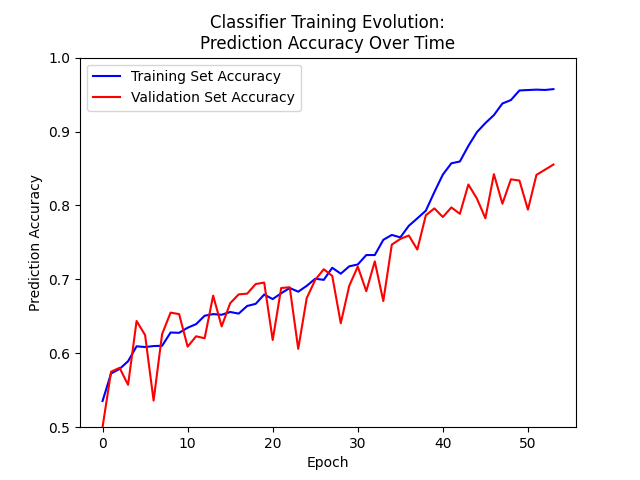 Classifier Training Evolution:
Prediction Accuracy Over Time
Training Set Accuracy
Validation Set Accuracy
Prediction Accuracy
1.0
0.9
0.8
0.7
0.6
0.5
0 10 20 30 40 50
Epoch